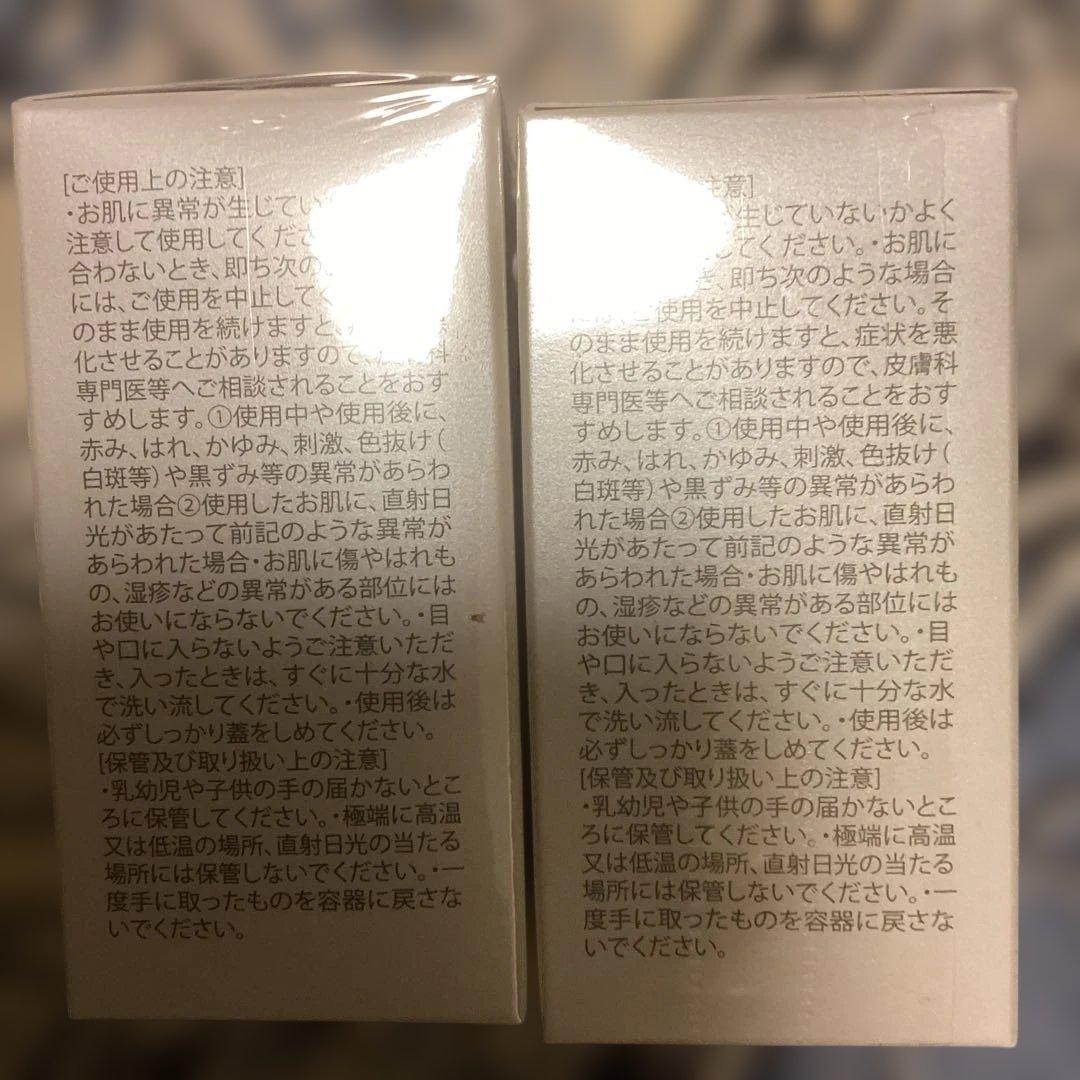 [ご使用上の注意]
・お肌に異常が生じてい
注意して使用してくださ
合わないとき、即ち次の
には、ご使用を中止して
のまま使用を続けますと、
化させることがありますので、
専門医等へご相談されることをおす
すめします。①使用中や使用後に、
赤み、はれ、かゆみ、刺激、色抜け(
白斑等)や黒ずみ等の異常があらわ
れた場合②使用したお肌に、直射日
光があたって前記のような異常が
あらわれた場合・お肌に傷やはれも
の、湿疹などの異常がある部位には
お使いにならないでください。・目
や口に入らないようご注意いただ
き、入ったときは、すぐに十分な水
で洗い流してください。・使用後は
必ずしっかり蓋をしめてください。
[保管及び取り扱い上の注意]
・乳幼児や子供の手の届かないとこ
ろに保管してください。・極端に高温
又は低温の場所、直射日光の当たる
場所には保管しないでください。・一
度手に取ったものを容器に戻さな
いでください。
注意]
生じていないかよく
してください。・お肌に
き、即ち次のような場合
使用を中止してください。そ
のまま使用を続けますと、症状を悪
化させることがありますので、皮膚科
専門医等へご相談されることをおす
すめします。①使用中や使用後に、
赤み、はれ、かゆみ、刺激、色抜け(
白斑等)や黒ずみ等の異常があらわ
れた場合②使用したお肌に、直射日
光があたって前記のような異常が
あらわれた場合・お肌に傷やはれも
の、湿疹などの異常がある部位には
お使いにならないでください。・目
や口に入らないようご注意いただ
き、入ったときは、すぐに十分な水
で洗い流してください。・使用後は
必ずしっかり蓋をしめてください。
[保管及び取り扱い上の注意]
・乳幼児や子供の手の届かないとこ
ろに保管してください。・極端に高温
又は低温の場所、直射日光の当たる
場所には保管しないでください。・一
度手に取ったものを容器に戻さな
いでください。